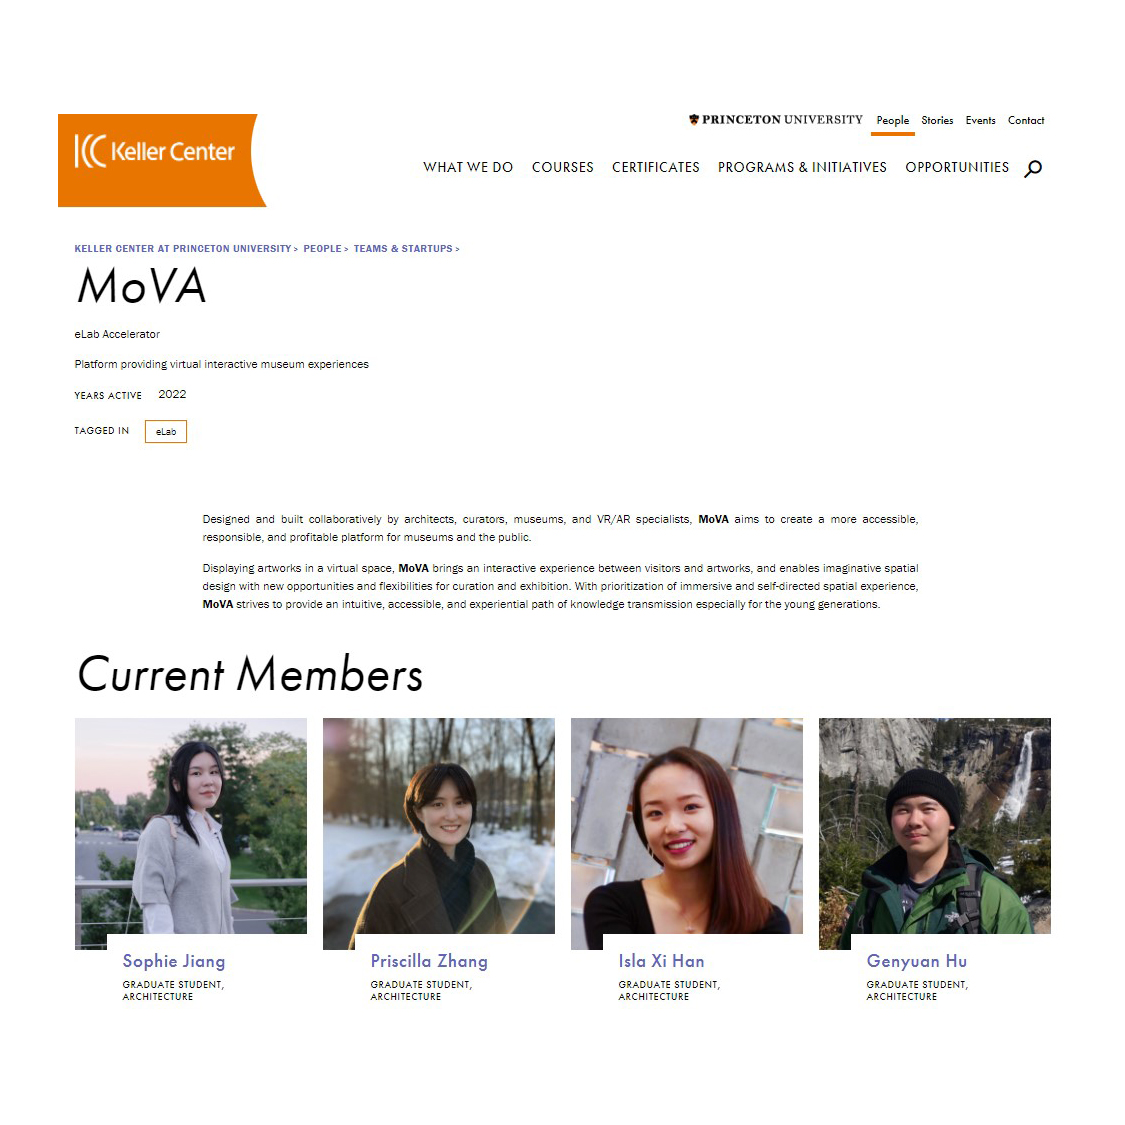 Keller Center
PRINCETON UNIVERSITY People Stories Events Contact
WHAT WE DO COURSES CERTIFICATES PROGRAMS & INITIATIVES OPPORTUNITIES
KELLER CENTER AT PRINCETON UNIVERSITY > PEOPLE > TEAMS & STARTUPS >
MoVA
eLab Accelerator
Platform providing virtual interactive museum experiences
YEARS ACTIVE 2022
TAGGED IN eLab
Designed and built collaboratively by architects, curators, museums, and VR/AR specialists, MoVA aims to create a more accessible,
responsible, and profitable platform for museums and the public.
Displaying artworks in a virtual space, MoVA brings an interactive experience between visitors and artworks, and enables imaginative spatial
design with new opportunities and flexibilities for curation and exhibition. With prioritization of immersive and self-directed spatial experience,
MoVA strives to provide an intuitive, accessible, and experiential path of knowledge transmission especially for the young generations.
Current Members
Sophie Jiang
GRADUATE STUDENT,
ARCHITECTURE
Priscilla Zhang
GRADUATE STUDENT,
ARCHITECTURE
Isla Xi Han
GRADUATE STUDENT,
ARCHITECTURE
Genyuan Hu
GRADUATE STUDENT,
ARCHITECTURE